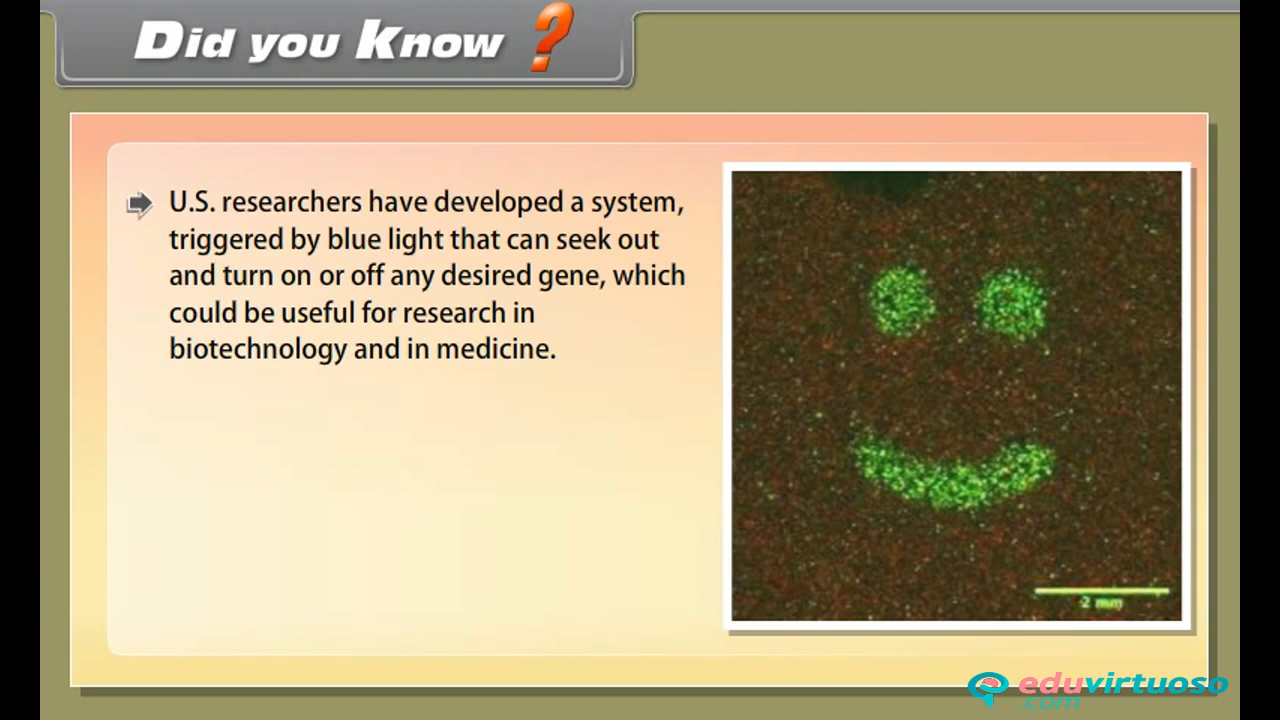 Did you Know ?
U.S. researchers have developed a system,
triggered by blue light that can seek out
and turn on or off any desired gene, which
could be useful for research in
biotechnology and in medicine.
2 mm
eduvirtuoso
.com